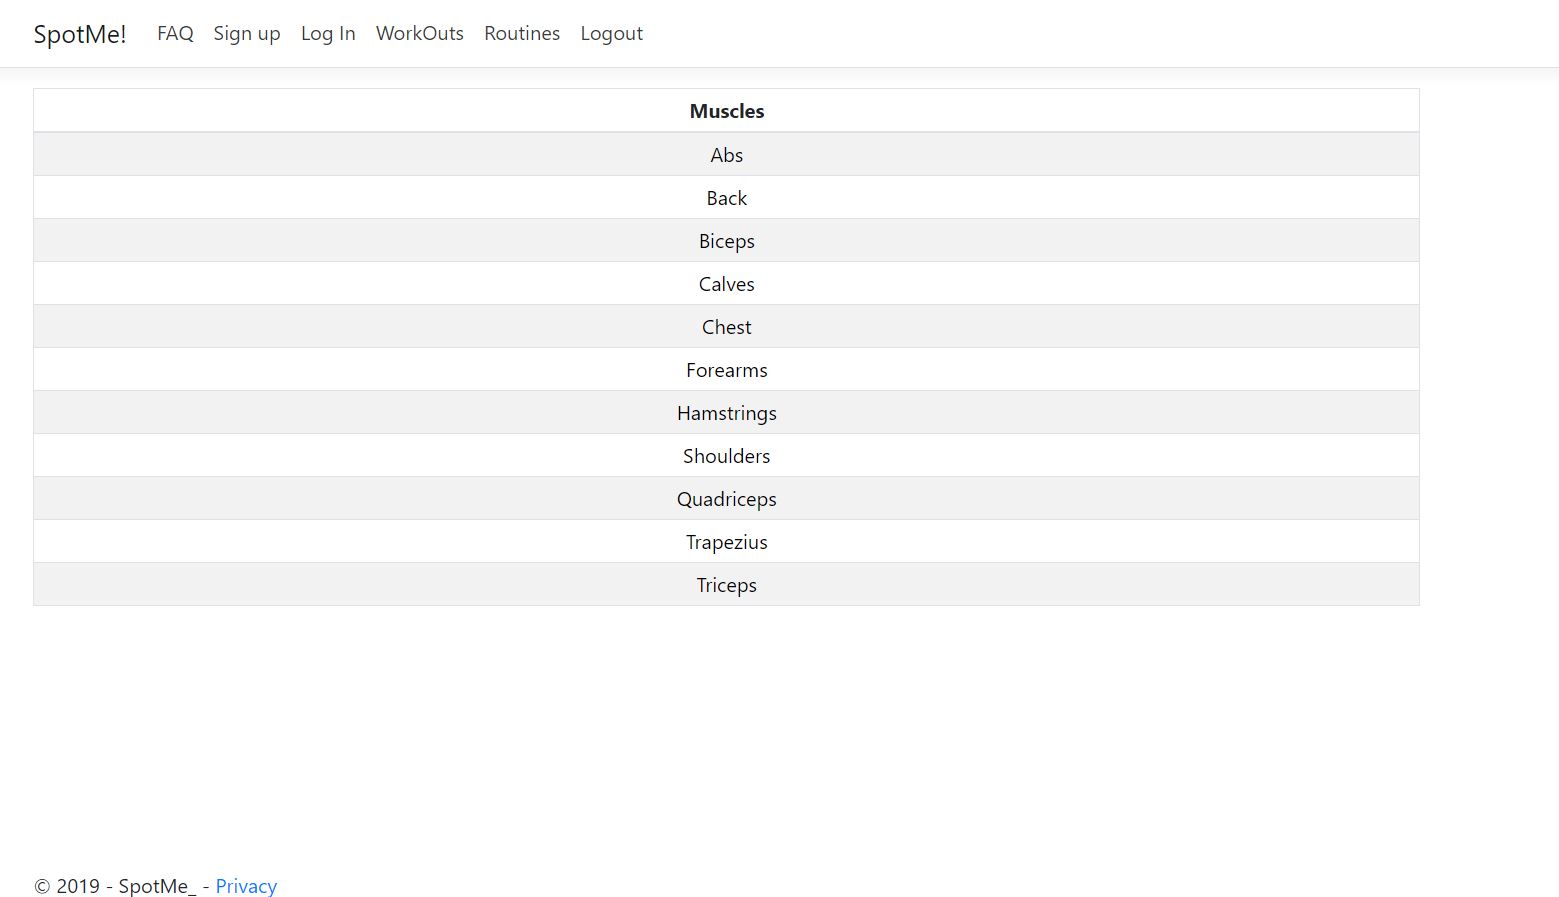 SpotMe! FAQ Sign up Log In WorkOuts Routines Logout
Muscles
Abs
Back
Biceps
Calves
Chest
Forearms
Hamstrings
Shoulders
Quadriceps
Trapezius
Triceps
© 2019 - SpotMe_ - Privacy